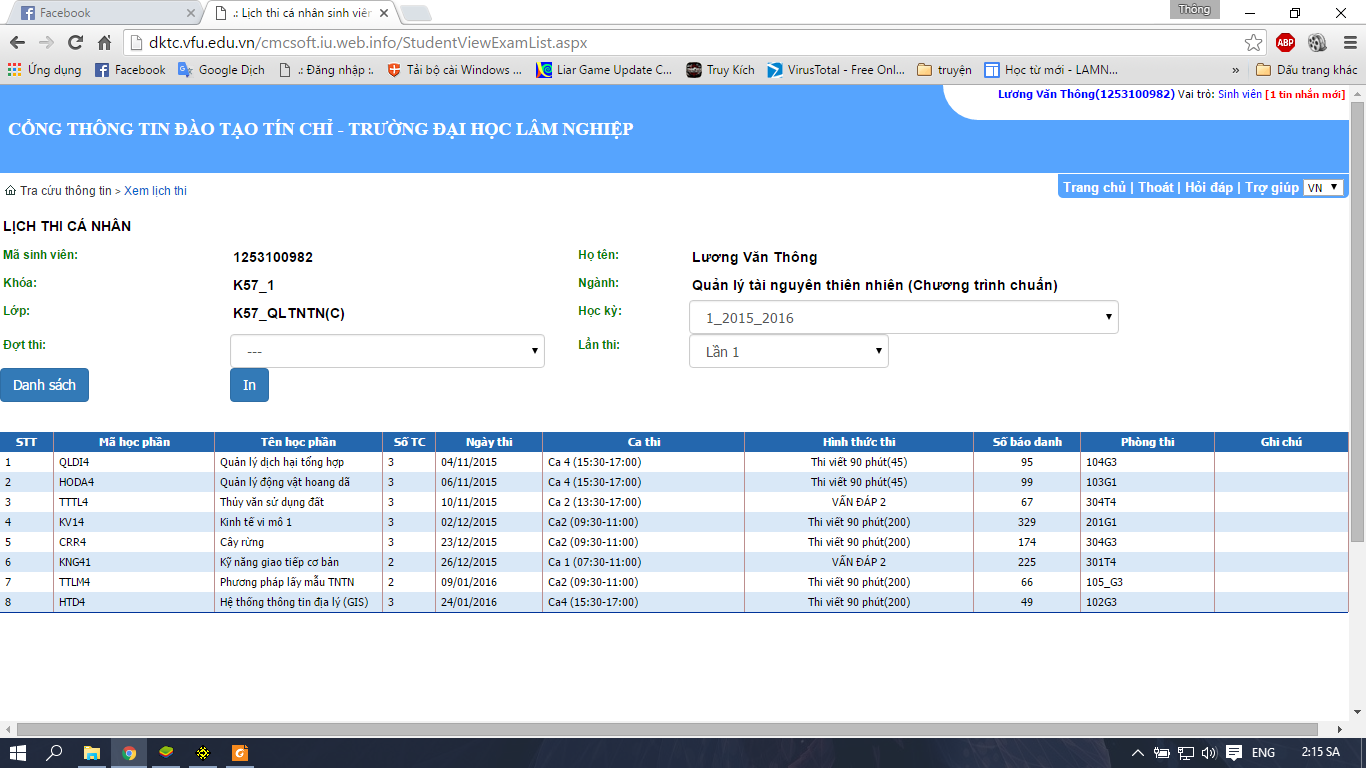 Facebook
.: Lịch thi cá nhân sinh viên
Thông
dktc.vfu.edu.vn/cmcsoft.iu.web.info/StudentViewExamList.aspx
ABP
Ứng dụng Facebook Google Dịch .: Đăng nhập :. Tải bộ cài Windows ... Liar Game Update C... Truy Kích VirusTotal - Free Onl... truyện Học từ mới - LAMN... » Dấu trang khác
Lương Văn Thông(1253100982) Vai trò: Sinh viên [1 tin nhắn mới]
CỔNG THÔNG TIN ĐÀO TẠO TÍN CHỈ - TRƯỜNG ĐẠI HỌC LÂM NGHIỆP
Tra cứu thông tin > Xem lịch thi
Trang chủ | Thoát | Hỏi đáp | Trợ giúp VN
LỊCH THI CÁ NHÂN
Mã sinh viên: 1253100982 Họ tên: Lương Văn Thông
Khóa: K57_1 Ngành: Quản lý tài nguyên thiên nhiên (Chương trình chuẩn)
Lớp: K57_QLTNTN(C) Học kỳ: 1_2015_2016
Đợt thi: --- Lần thi: Lần 1
Danh sách In
STT Mã học phần Tên học phần Số TC Ngày thi Ca thi Hình thức thi Số báo danh Phòng thi Ghi chú
1 QLDI4 Quản lý dịch hại tổng hợp 3 04/11/2015 Ca 4 (15:30-17:00) Thi viết 90 phút(45) 95 104G3
2 HODA4 Quản lý động vật hoang dã 3 06/11/2015 Ca 4 (15:30-17:00) Thi viết 90 phút(45) 99 103G1
3 TTTL4 Thủy văn sử dụng đất 3 10/11/2015 Ca 2 (13:30-17:00) VẤN ĐÁP 2 67 304T4
4 KV14 Kinh tế vi mô 1 3 02/12/2015 Ca2 (09:30-11:00) Thi viết 90 phút(200) 329 201G1
5 CRR4 Cây rừng 3 23/12/2015 Ca2 (09:30-11:00) Thi viết 90 phút(200) 174 304G3
6 KNG41 Kỹ năng giao tiếp cơ bản 2 26/12/2015 Ca 1 (07:30-11:00) VẤN ĐÁP 2 225 301T4
7 TTLM4 Phương pháp lấy mẫu TNTN 2 09/01/2016 Ca2 (09:30-11:00) Thi viết 90 phút(200) 66 105_G3
8 HTD4 Hệ thống thông tin địa lý (GIS) 3 24/01/2016 Ca4 (15:30-17:00) Thi viết 90 phút(200) 49 102G3
ENG 2:15 SA